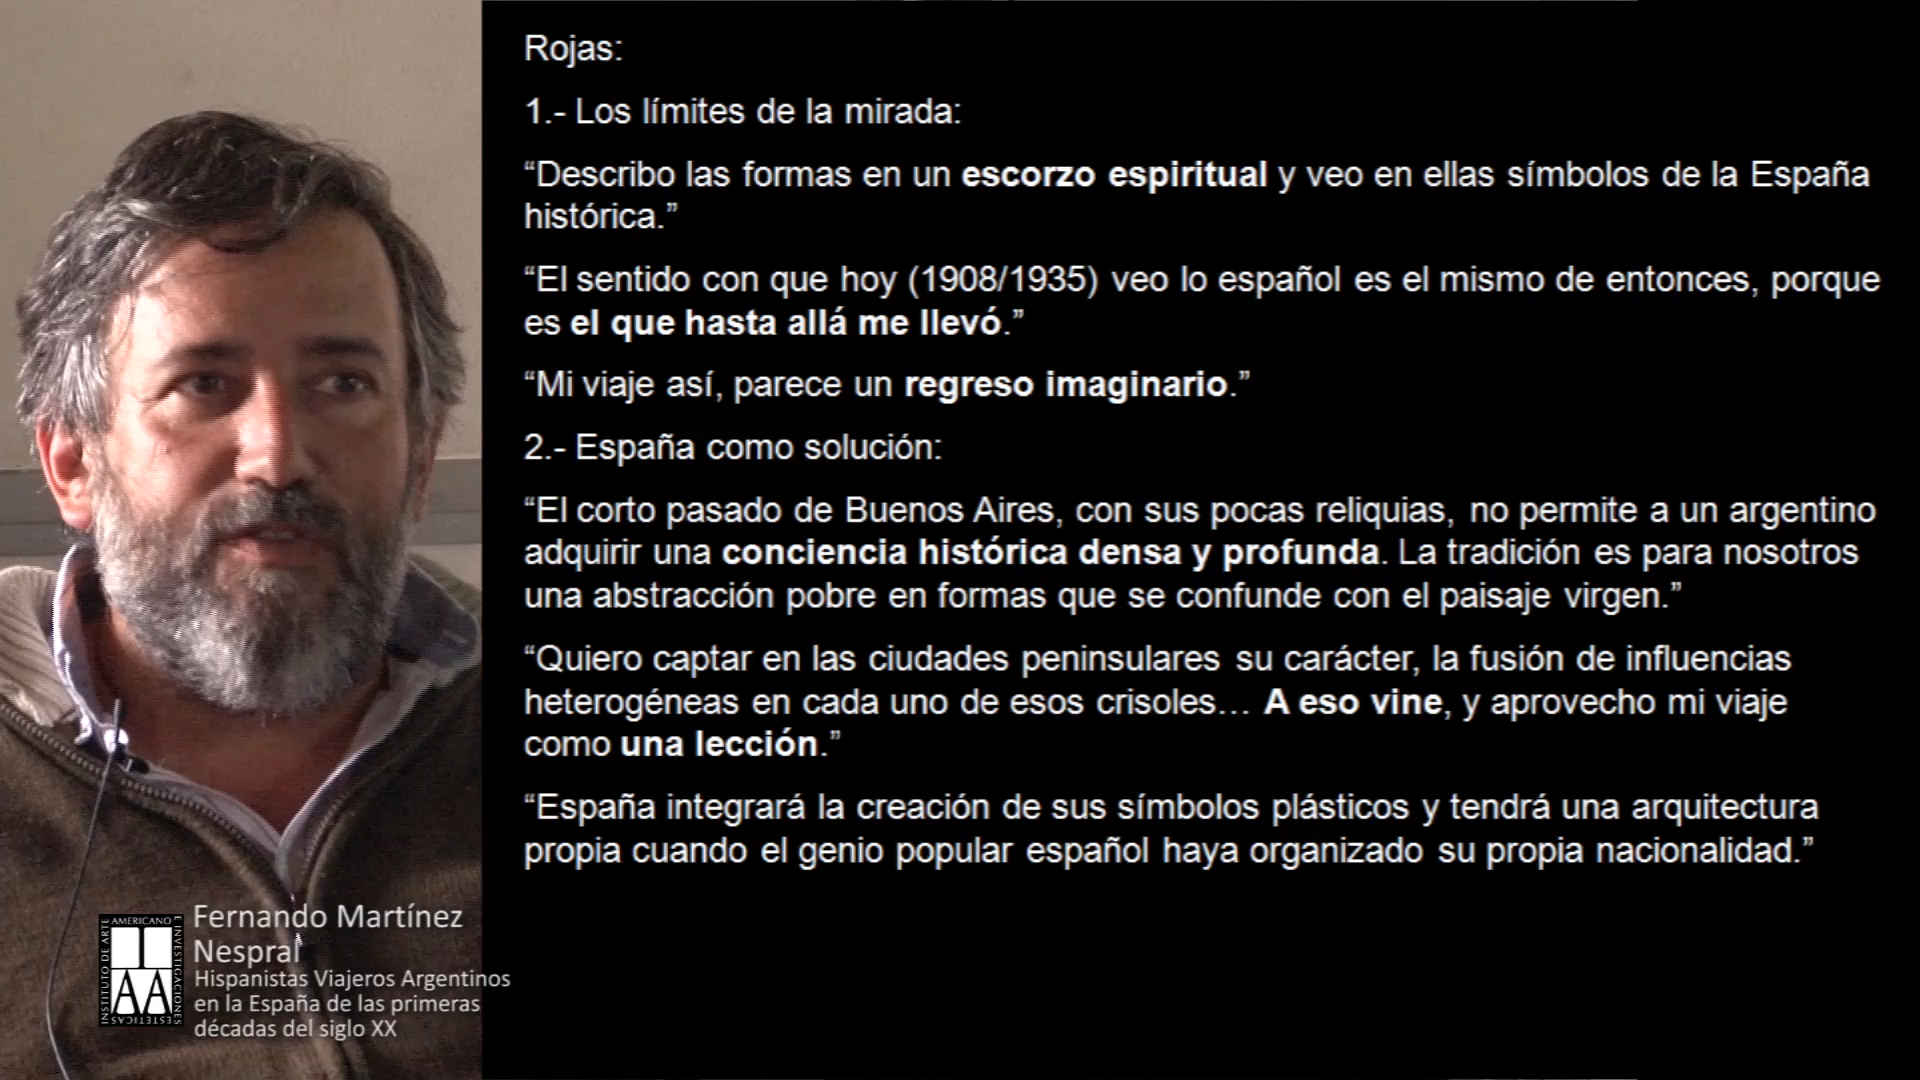 Rojas:
1.- Los límites de la mirada:
“Describo las formas en un escorzo espiritual y veo en ellas símbolos de la España
histórica.”
“El sentido con que hoy (1908/1935) veo lo español es el mismo de entonces, porque
es el que hasta allá me llevó.”
“Mi viaje así, parece un regreso imaginario.”
2.- España como solución:
“El corto pasado de Buenos Aires, con sus pocas reliquias, no permite a un argentino
adquirir una conciencia histórica densa y profunda. La tradición es para nosotros
una abstracción pobre en formas que se confunde con el paisaje virgen.”
“Quiero captar en las ciudades peninsulares su carácter, la fusión de influencias
heterogéneas en cada uno de esos crisoles… A eso vine, y aprovecho mi viaje
como una lección.”
“España integrará la creación de sus símbolos plásticos y tendrá una arquitectura
propia cuando el genio popular español haya organizado su propia nacionalidad.”
INSTITUTO DE ARTE
AMERICANO
E INVESTIGACIONES
ESTETICAS
IAA
Fernando Martínez
Nespral
Hispanistas Viajeros Argentinos
en la España de las primeras
décadas del siglo XX